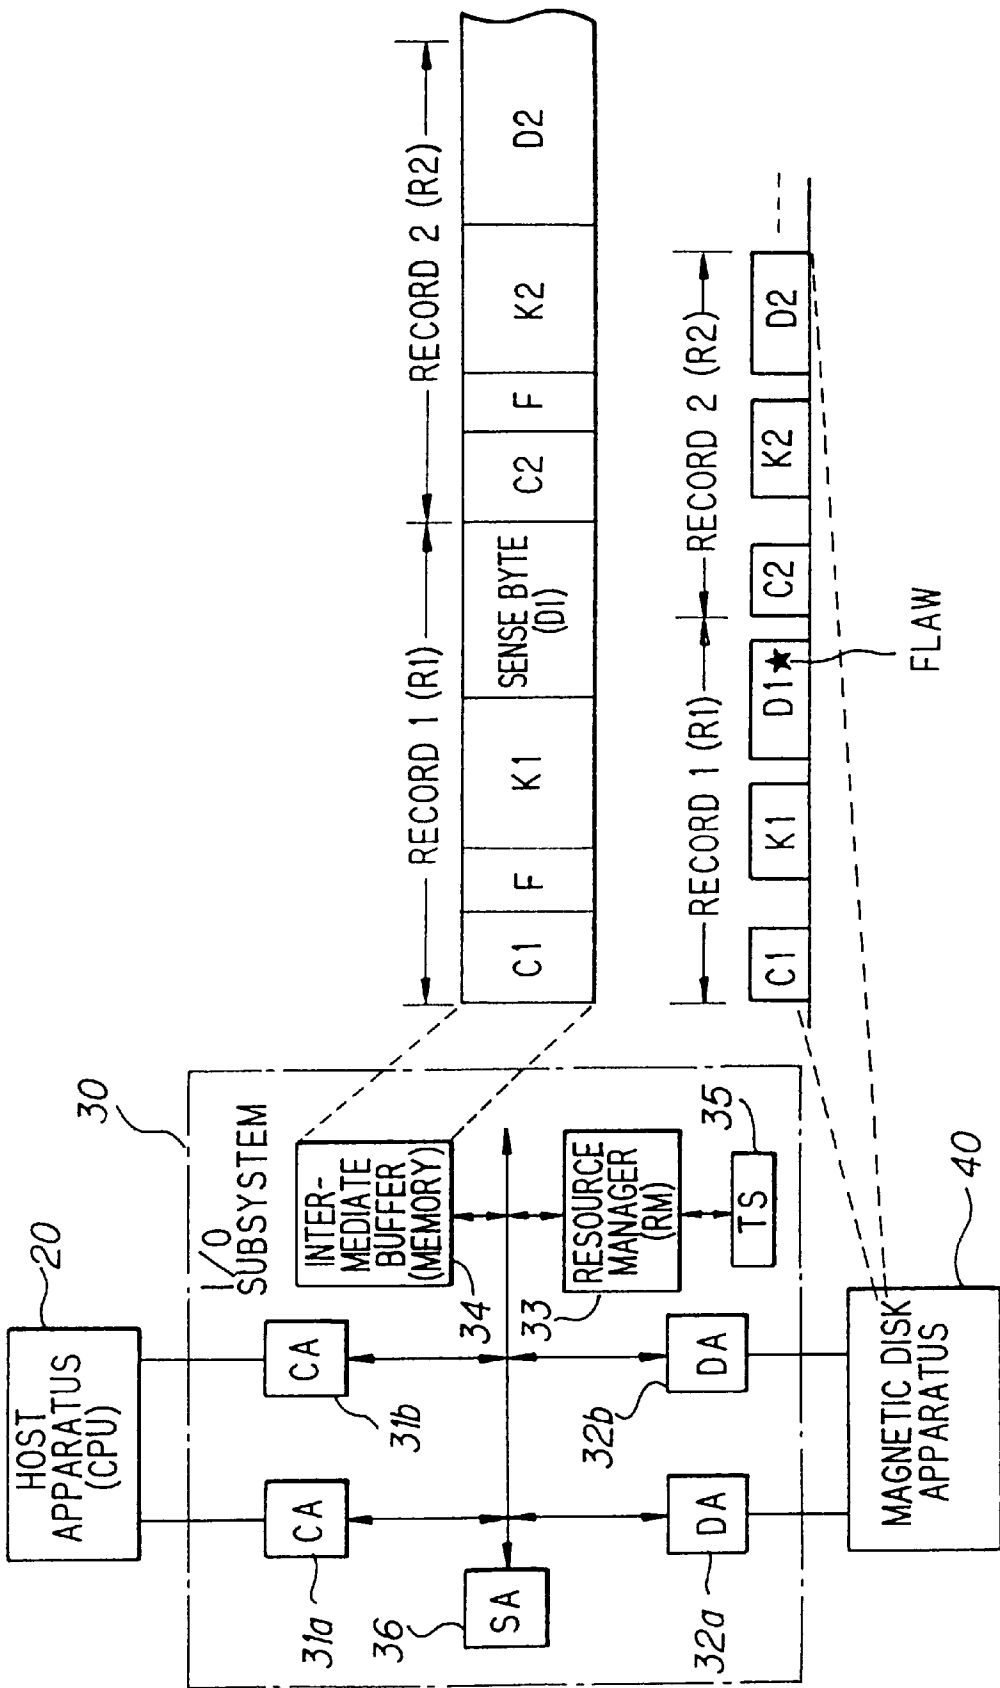 20
HOST
APPARATUS
(CPU)
30
I/O
SUBSYSTEM
CA
31a
CA
31b
INTER-
MEDIATE
BUFFER
(MEMORY)
34
SA
36
RESOURCE
MANAGER
(RM)
33
TS
35
DA
32a
DA
32b
MAGNETIC DISK
APPARATUS
40
RECORD 1 (R1)
RECORD 2 (R2)
C1
F
K1
SENSE BYTE
(D1)
C2
F
K2
D2
RECORD 1 (R1)
RECORD 2 (R2)
C1
K1
D1★
C2
K2
D2
FLAW